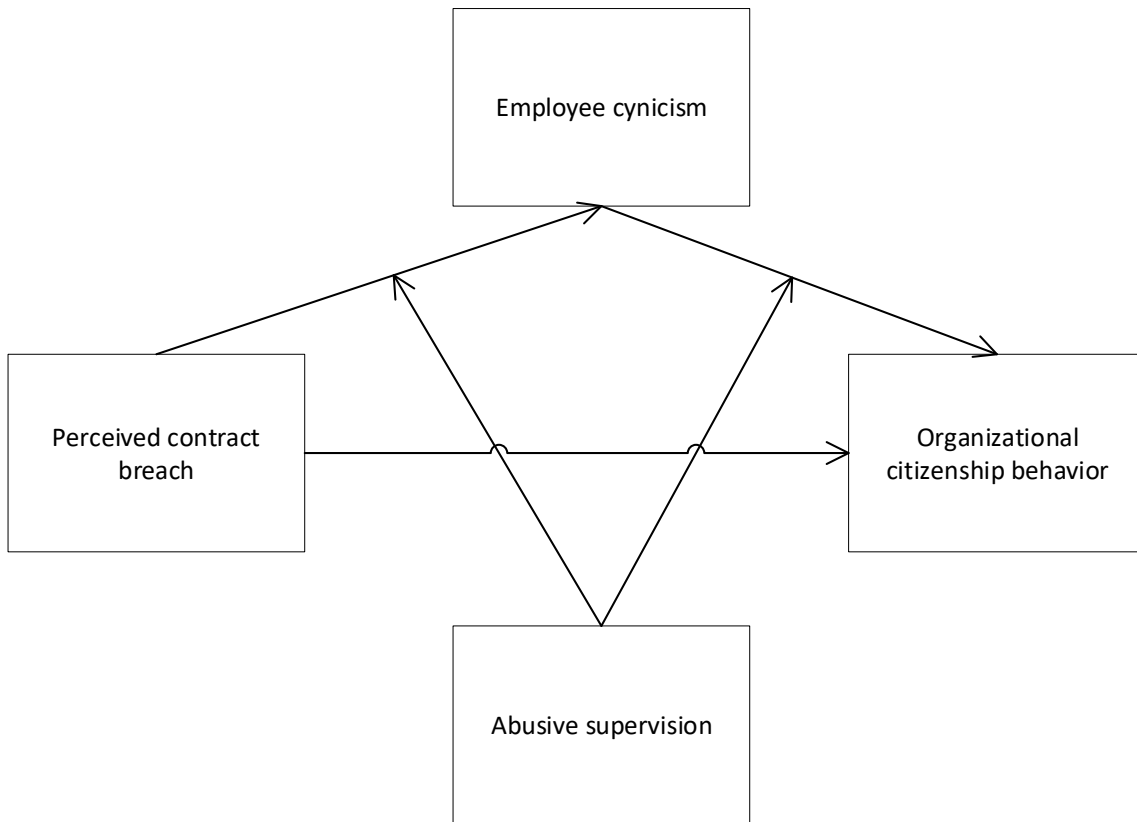 Employee cynicism
Perceived contract
breach
Organizational
citizenship behavior
Abusive supervision